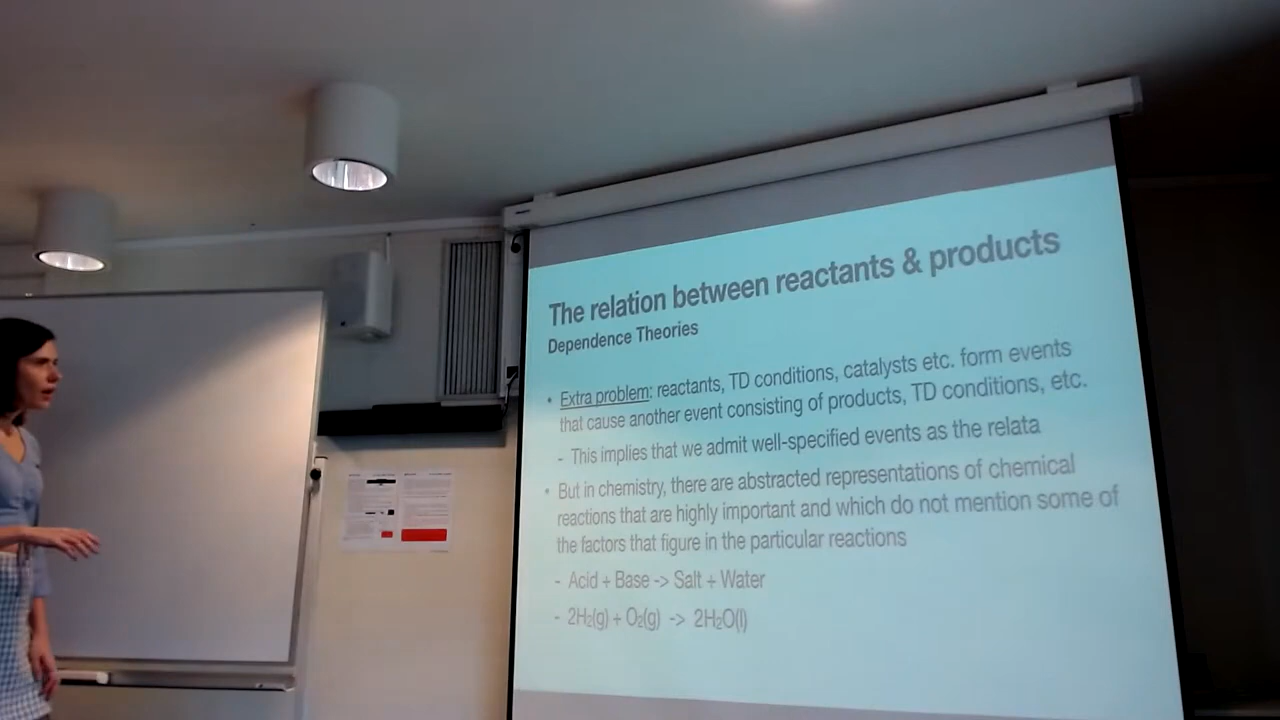 The relation between reactants & products
Dependence Theories
• Extra problem: reactants, TD conditions, catalysts etc. form events
that cause another event consisting of products, TD conditions, etc.
- This implies that we admit well-specified events as the relata
• But in chemistry, there are abstracted representations of chemical
reactions that are highly important and which do not mention some of
the factors that figure in the particular reactions
- Acid + Base -> Salt + Water
- 2H₂(g) + O₂(g) -> 2H₂O(l)